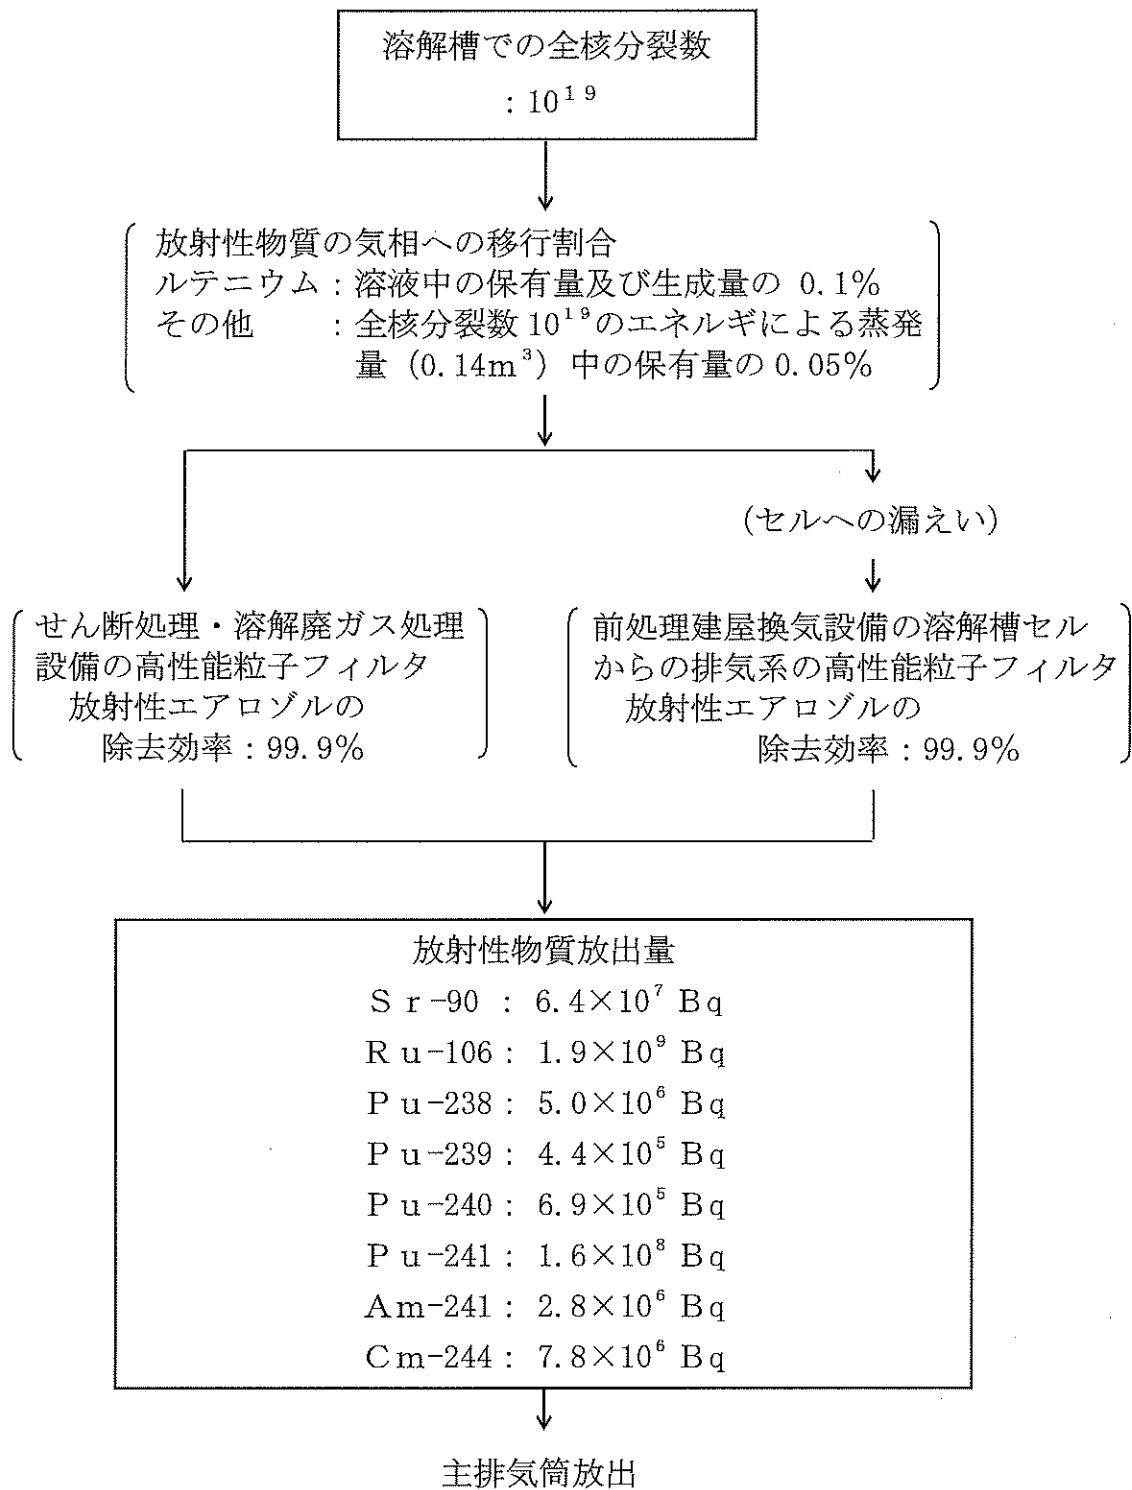 溶解槽での全核分裂数
：10¹⁹
放射性物質の気相への移行割合
ルテニウム：溶液中の保有量及び生成量の 0.1%
その他　　：全核分裂数 10¹⁹のエネルギによる蒸発
量（0.14m³）中の保有量の 0.05%
（セルへの漏えい）
せん断処理・溶解廃ガス処理
設備の高性能粒子フィルタ
放射性エアロゾルの
除去効率：99.9%
前処理建屋換気設備の溶解槽セル
からの排気系の高性能粒子フィルタ
放射性エアロゾルの
除去効率：99.9%
放射性物質放出量
Ｓｒ-90 ： 6.4×10⁷ Ｂｑ
Ｒｕ-106： 1.9×10⁹ Ｂｑ
Ｐｕ-238： 5.0×10⁶ Ｂｑ
Ｐｕ-239： 4.4×10⁵ Ｂｑ
Ｐｕ-240： 6.9×10⁵ Ｂｑ
Ｐｕ-241： 1.6×10⁸ Ｂｑ
Ａｍ-241： 2.8×10⁶ Ｂｑ
Ｃｍ-244： 7.8×10⁶ Ｂｑ
主排気筒放出